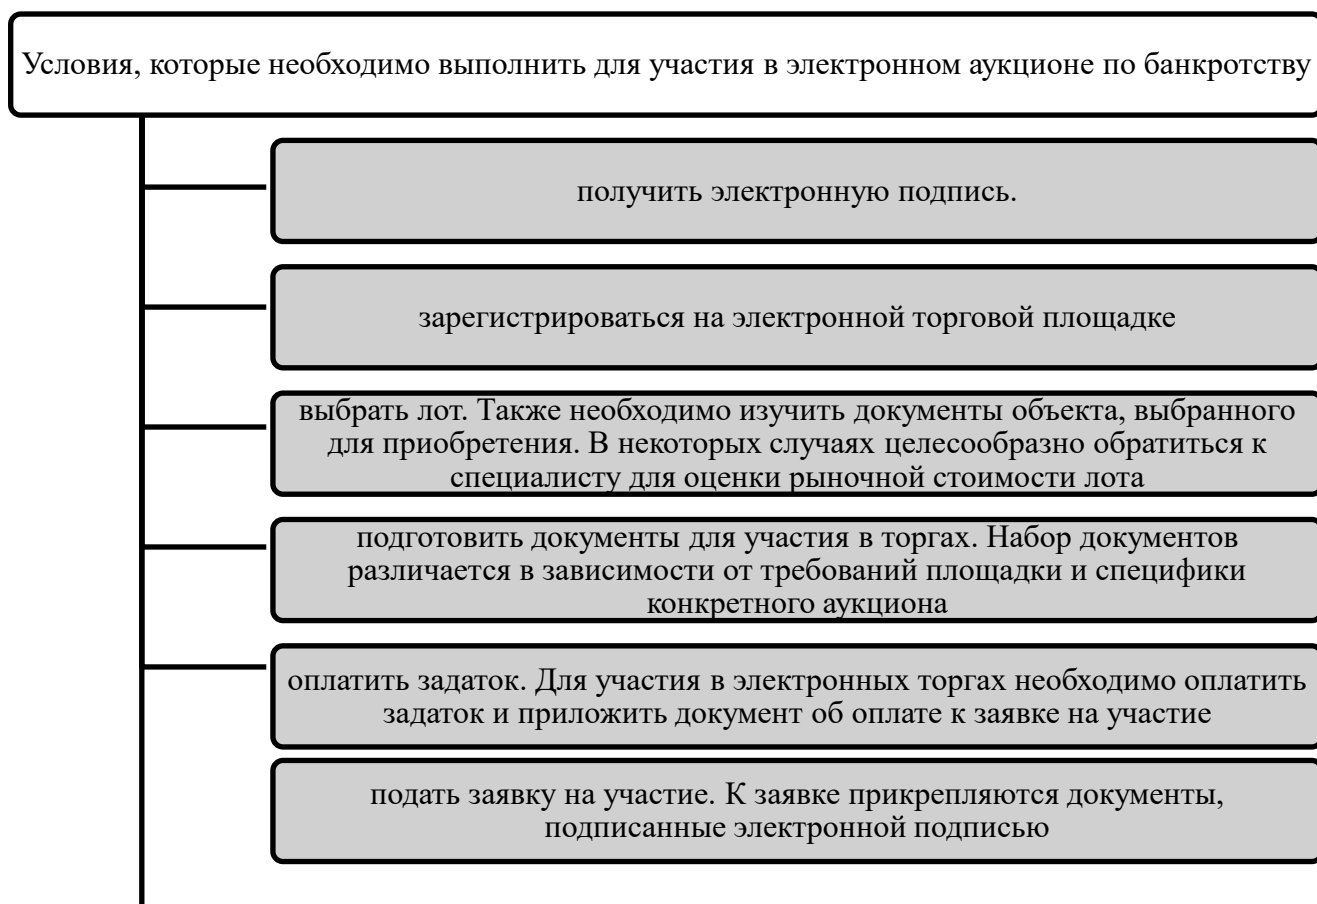 Условия, которые необходимо выполнить для участия в электронном аукционе по банкротству
получить электронную подпись.
зарегистрироваться на электронной торговой площадке
выбрать лот. Также необходимо изучить документы объекта, выбранного
для приобретения. В некоторых случаях целесообразно обратиться к
специалисту для оценки рыночной стоимости лота
подготовить документы для участия в торгах. Набор документов
различается в зависимости от требований площадки и специфики
конкретного аукциона
оплатить задаток. Для участия в электронных торгах необходимо оплатить
задаток и приложить документ об оплате к заявке на участие
подать заявку на участие. К заявке прикрепляются документы,
подписанные электронной подписью